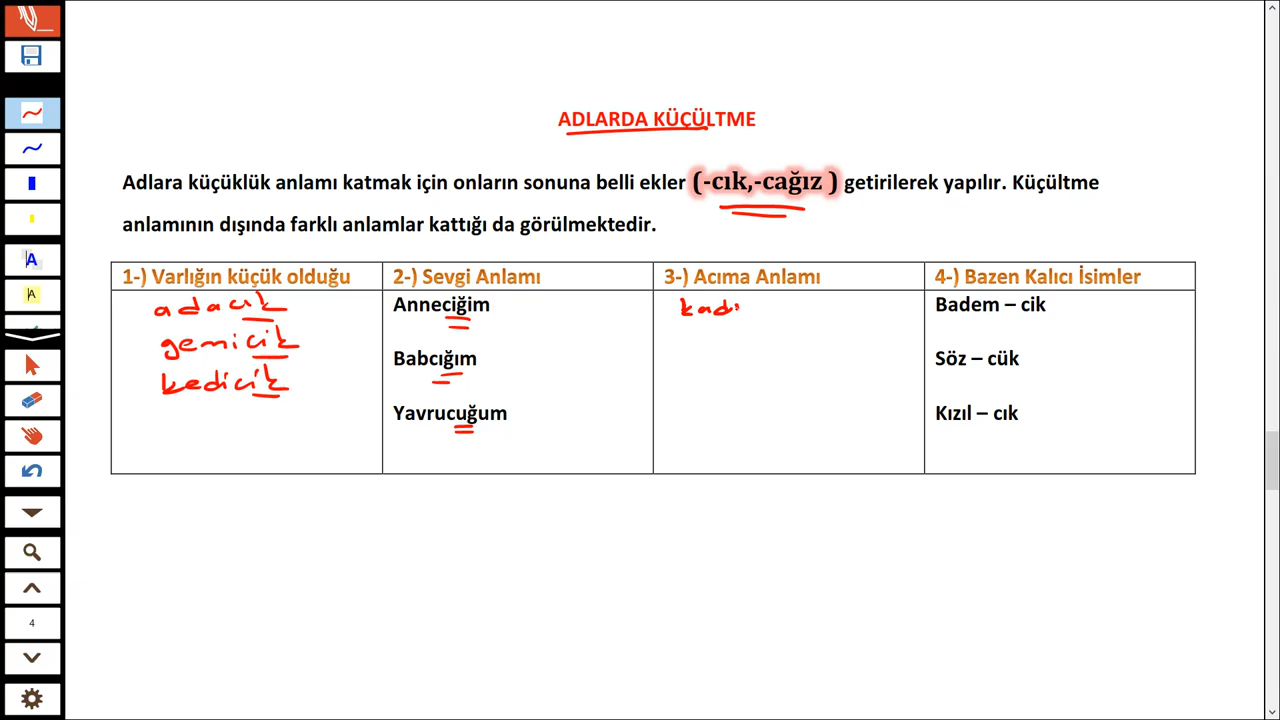 ADLARDA KÜÇÜLTME
Adlara küçüklük anlamı katmak için onların sonuna belli ekler (-cık,-cağız ) getirilerek yapılır. Küçültme
anlamının dışında farklı anlamlar kattığı da görülmektedir.
1-) Varlığın küçük olduğu
adacık
gemicik
kedicik
2-) Sevgi Anlamı
Anneciğim
Babcığım
Yavrucuğum
3-) Acıma Anlamı
kadı
4-) Bazen Kalıcı İsimler
Badem – cik
Söz – cük
Kızıl – cık
A
A
4